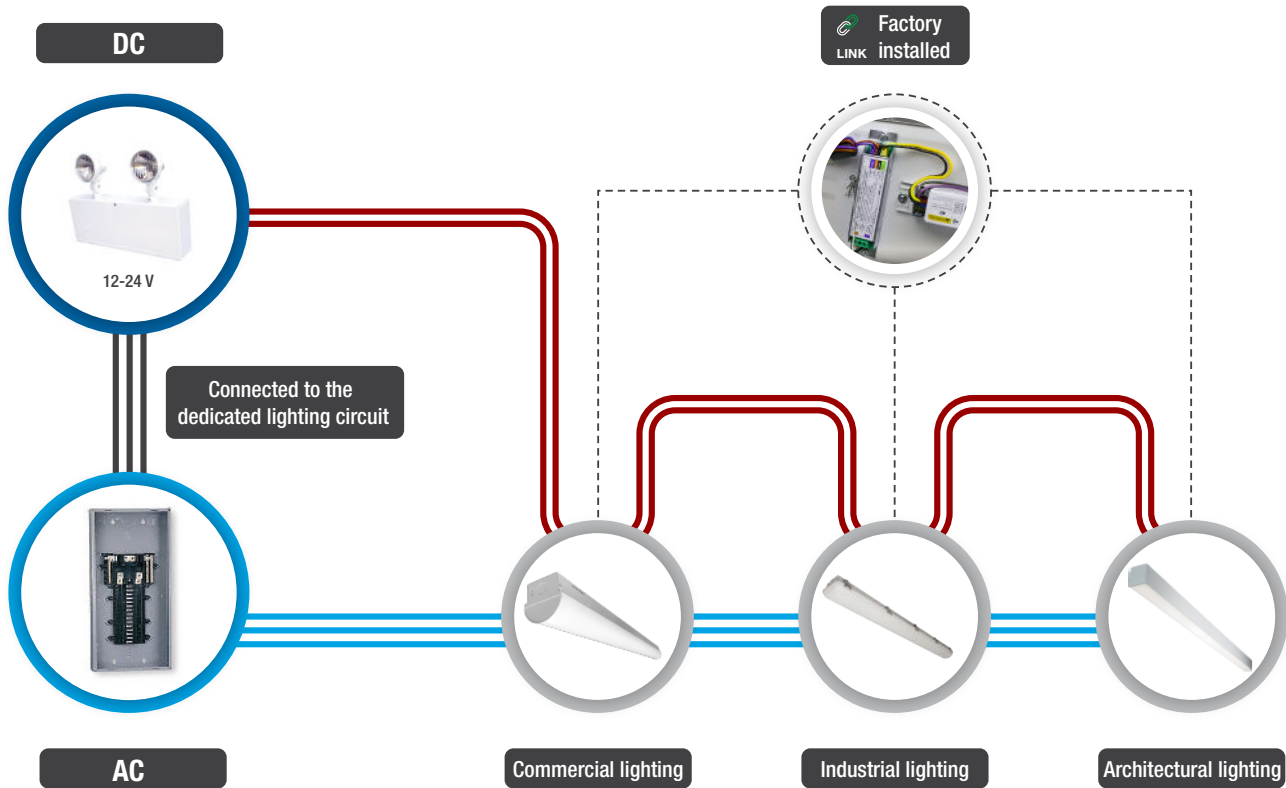 DC
Factory
LINK installed
12-24 V
Connected to the
dedicated lighting circuit
AC
Commercial lighting
Industrial lighting
Architectural lighting